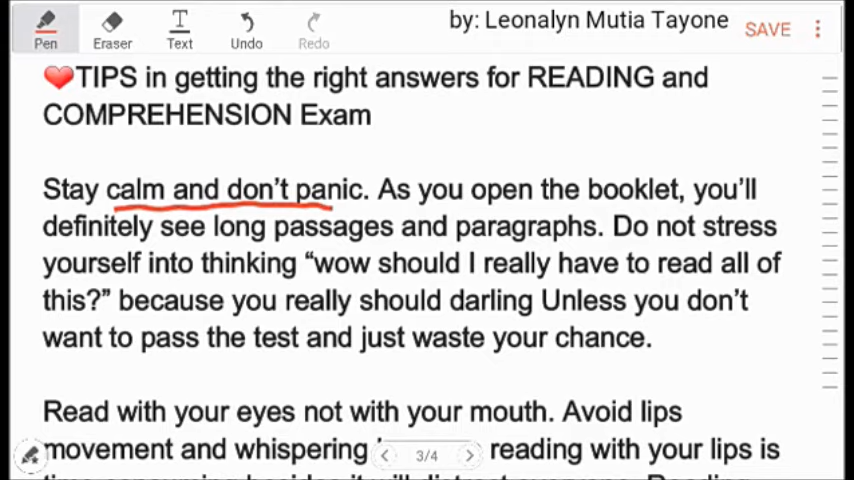 by: Leonalyn Mutia Tayone
Pen
Eraser
Text
Undo
Redo
SAVE
TIPS in getting the right answers for READING and
COMPREHENSION Exam
Stay calm and don't panic. As you open the booklet, you'll
definitely see long passages and paragraphs. Do not stress
yourself into thinking “wow should I really have to read all of
this?” because you really should darling Unless you don't
want to pass the test and just waste your chance.
Read with your eyes not with your mouth. Avoid lips
movement and whispering reading with your lips is
3/4